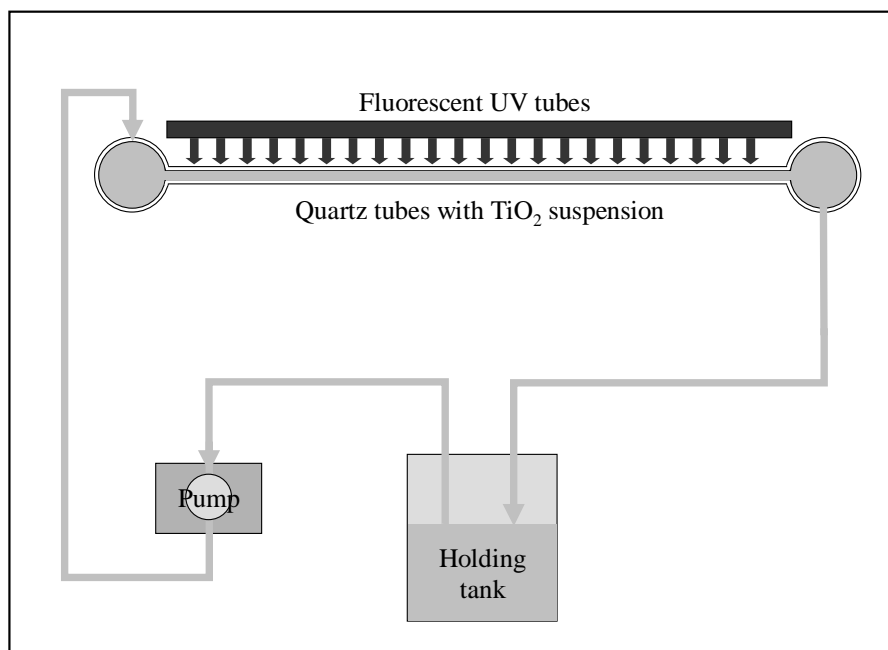 Fluorescent UV tubes
Quartz tubes with TiO₂ suspension
Pump
Holding
tank